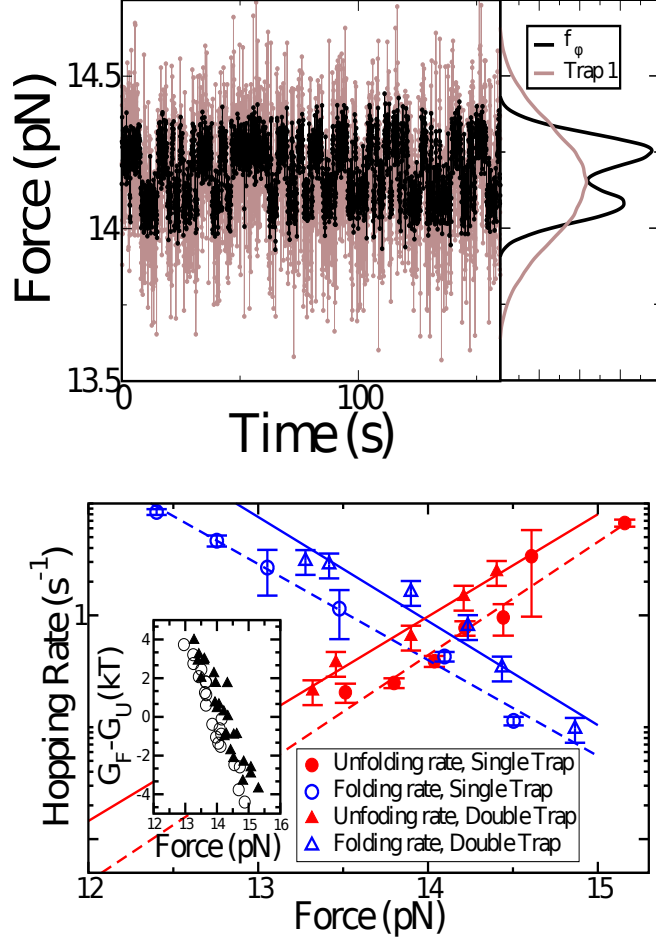 14.5
14
13.5
Force (pN)
f_φ
Trap 1
0
100
Time (s)
Hopping Rate (s^-1)
1
4
2
0
-2
-4
G_F-G_U (kT)
12 13 14 15 16
Force (pN)
Unfolding rate, Single Trap
Folding rate, Single Trap
Unfoding rate, Double Trap
Folding rate, Double Trap
12 13 14 15
Force (pN)